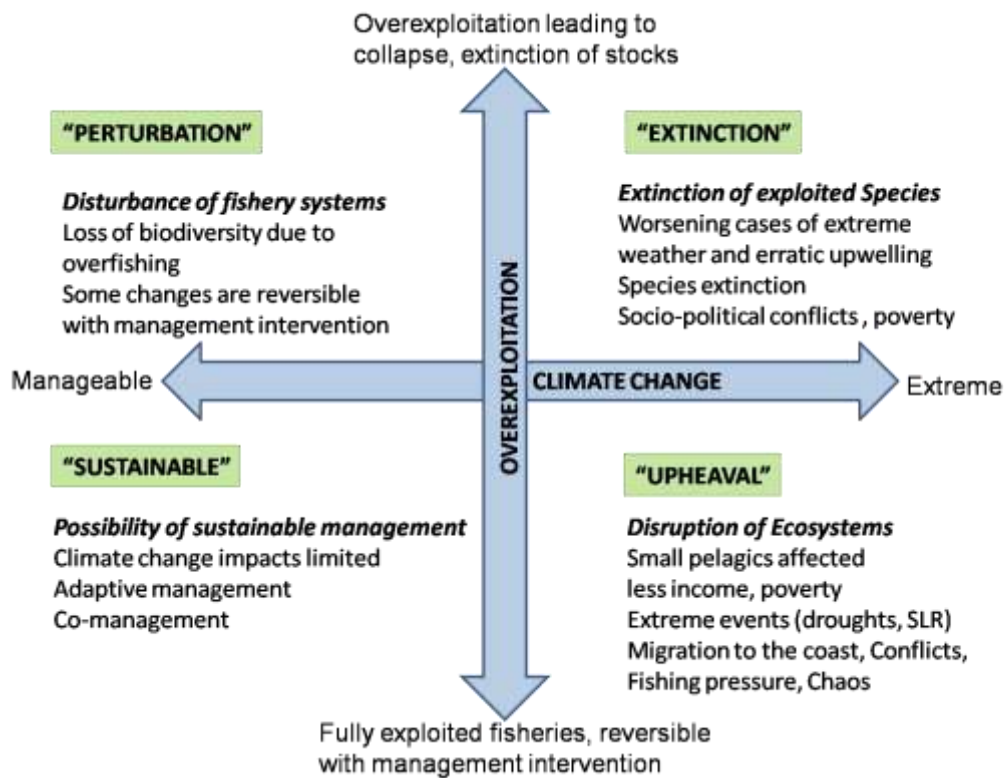 Overexploitation leading to
collapse, extinction of stocks
“PERTURBATION”
Disturbance of fishery systems
Loss of biodiversity due to
overfishing
Some changes are reversible
with management intervention
“EXTINCTION”
Extinction of exploited Species
Worsening cases of extreme
weather and erratic upwelling
Species extinction
Socio-political conflicts , poverty
Manageable
OVEREXPLOITATION
CLIMATE CHANGE
Extreme
“SUSTAINABLE”
Possibility of sustainable management
Climate change impacts limited
Adaptive management
Co-management
“UPHEAVAL”
Disruption of Ecosystems
Small pelagics affected
less income, poverty
Extreme events (droughts, SLR)
Migration to the coast, Conflicts,
Fishing pressure, Chaos
Fully exploited fisheries, reversible
with management intervention